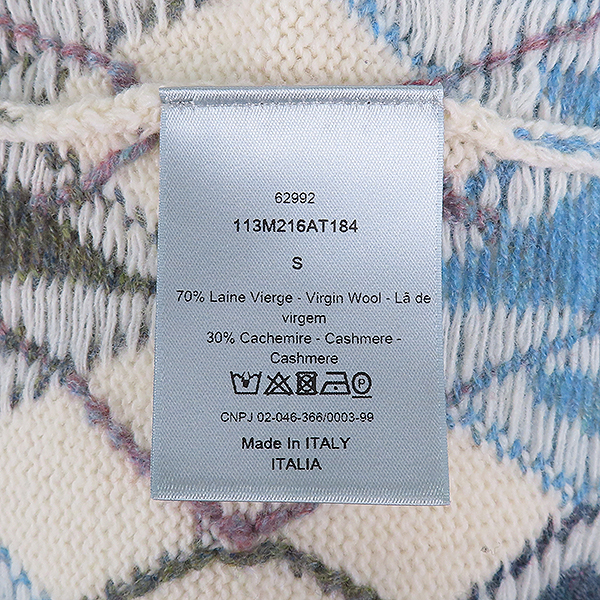 62992
113M216AT184
S
70% Laine Vierge - Virgin Wool - Lã de
virgem
30% Cachemire - Cashmere -
Cashmere
CNPJ 02-046-366/0003-99
Made In ITALY
ITALIA